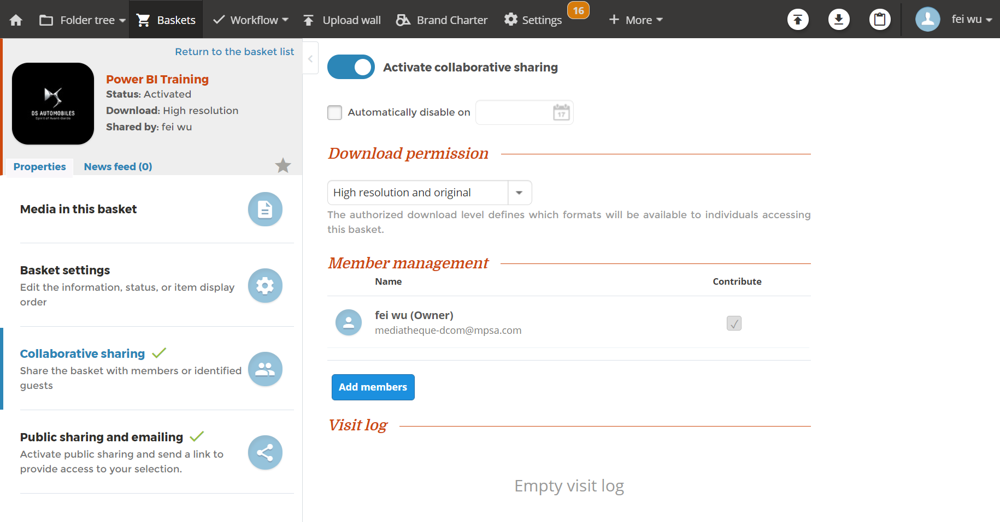 Folder tree
Baskets
Workflow
Upload wall
Brand Charter
Settings
16
More
fei wu
Return to the basket list
DS AUTOMOBILES
Spirit of Avant-Garde
Power BI Training
Status: Activated
Download: High resolution
Shared by: fei wu
Properties
News feed (0)
Media in this basket
Basket settings
Edit the information, status, or item display
order
Collaborative sharing
Share the basket with members or identified
guests
Public sharing and emailing
Activate public sharing and send a link to
provide access to your selection.
Activate collaborative sharing
Automatically disable on
17
Download permission
High resolution and original
The authorized download level defines which formats will be available to individuals accessing
this basket.
Member management
Name
Contribute
fei wu (Owner)
mediatheque-dcom@mpsa.com
Add members
Visit log
Empty visit log